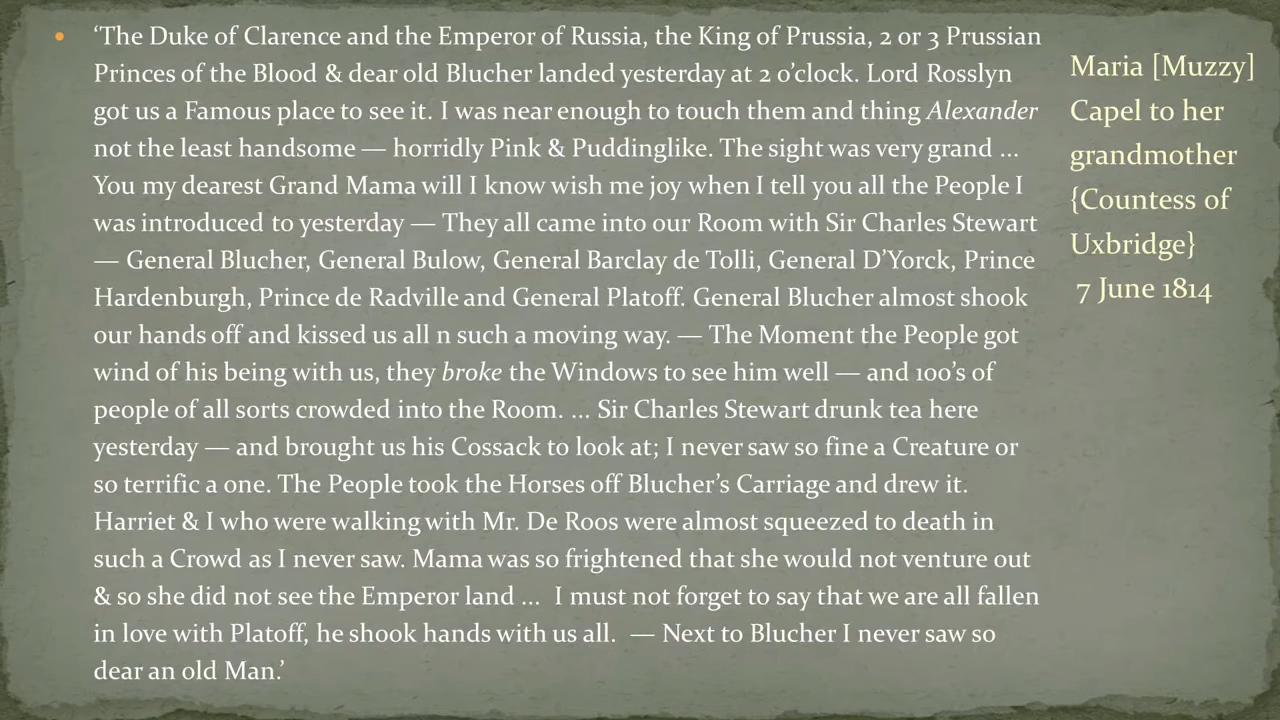 • ‘The Duke of Clarence and the Emperor of Russia, the King of Prussia, 2 or 3 Prussian
Princes of the Blood & dear old Blucher landed yesterday at 2 o’clock. Lord Rosslyn
got us a Famous place to see it. I was near enough to touch them and thing Alexander
not the least handsome — horridly Pink & Puddinglike. The sight was very grand ...
You my dearest Grand Mama will I know wish me joy when I tell you all the People I
was introduced to yesterday — They all came into our Room with Sir Charles Stewart
— General Blucher, General Bulow, General Barclay de Tolli, General D’Yorck, Prince
Hardenburgh, Prince de Radville and General Platoff. General Blucher almost shook
our hands off and kissed us all n such a moving way. — The Moment the People got
wind of his being with us, they broke the Windows to see him well — and 100’s of
people of all sorts crowded into the Room. ... Sir Charles Stewart drunk tea here
yesterday — and brought us his Cossack to look at; I never saw so fine a Creature or
so terrific a one. The People took the Horses off Blucher’s Carriage and drew it.
Harriet & I who were walking with Mr. De Roos were almost squeezed to death in
such a Crowd as I never saw. Mama was so frightened that she would not venture out
& so she did not see the Emperor land ... I must not forget to say that we are all fallen
in love with Platoff, he shook hands with us all. — Next to Blucher I never saw so
dear an old Man.’
Maria [Muzzy]
Capel to her
grandmother
{Countess of
Uxbridge}
7 June 1814